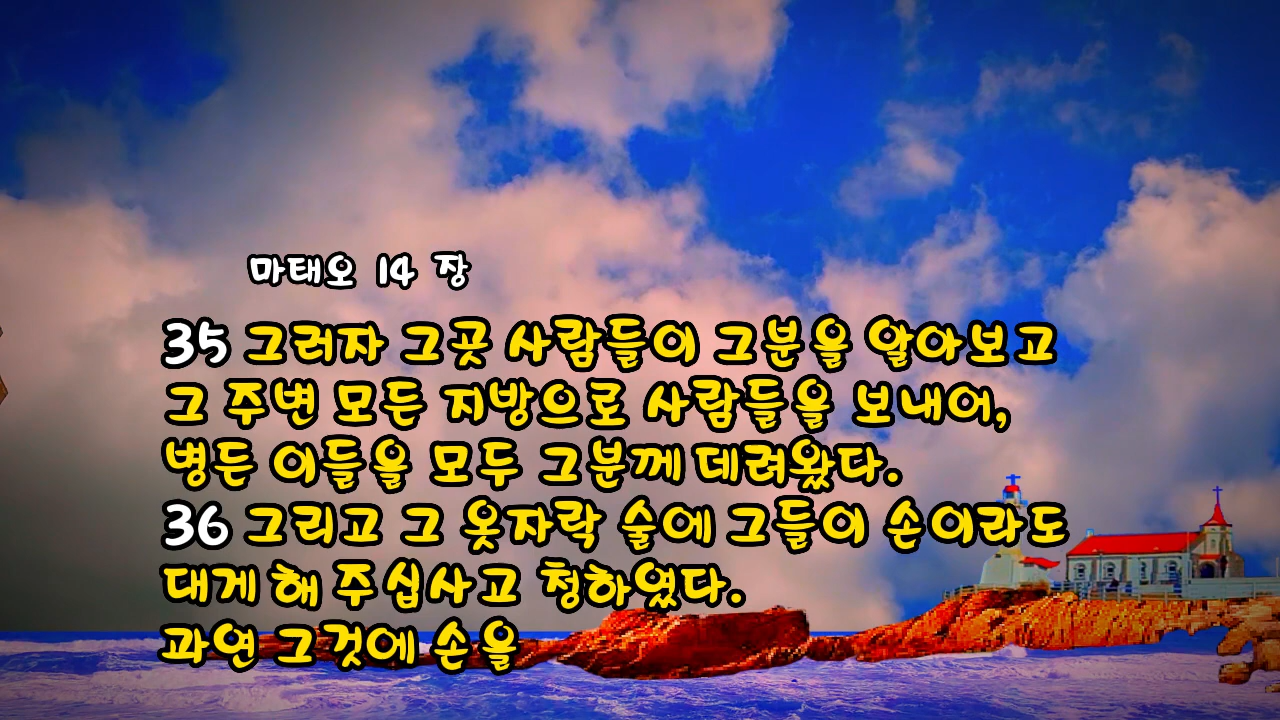 마태오 14 장
35 그러자 그곳 사람들이 그분을 알아보고
그 주변 모든 지방으로 사람들을 보내어,
병든 이들을 모두 그분께 데려왔다.
36 그리고 그 옷자락 술에 그들이 손이라도
대게 해 주십사고 청하였다.
과연 그것에 손을